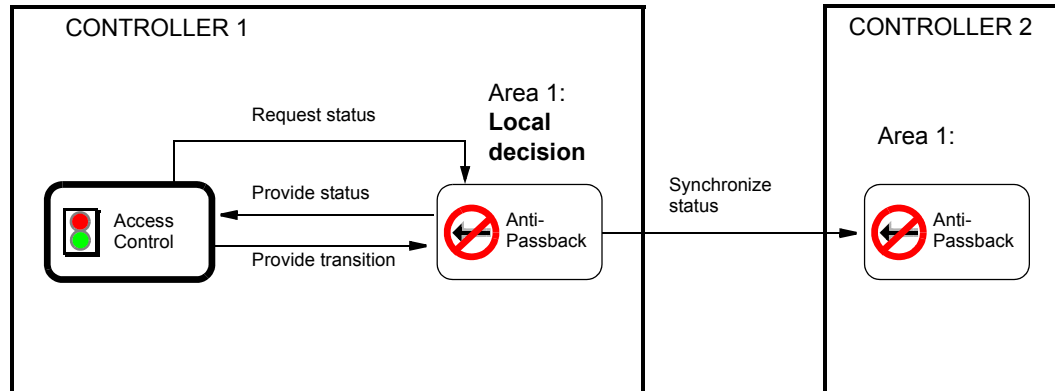 CONTROLLER 1
CONTROLLER 2
Area 1:
Local
decision
Request status
Area 1:
Synchronize
status
Provide status
Access
Control
Anti-
Passback
Anti-
Passback
Provide transition